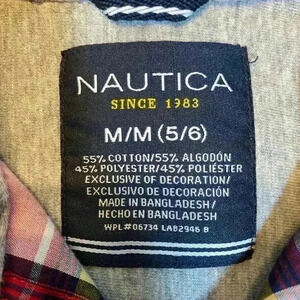 NAUTICA
SINCE 1983
M/M (5/6)
55% COTTON/55% ALGODÓN
45% POLYESTER/45% POLIÉSTER
EXCLUSIVE OF DECORATION/
EXCLUSIVO DE DECORACIÓN
MADE IN BANGLADESH/
HECHO EN BANGLADESH
WPL#06734 LAB2946 B